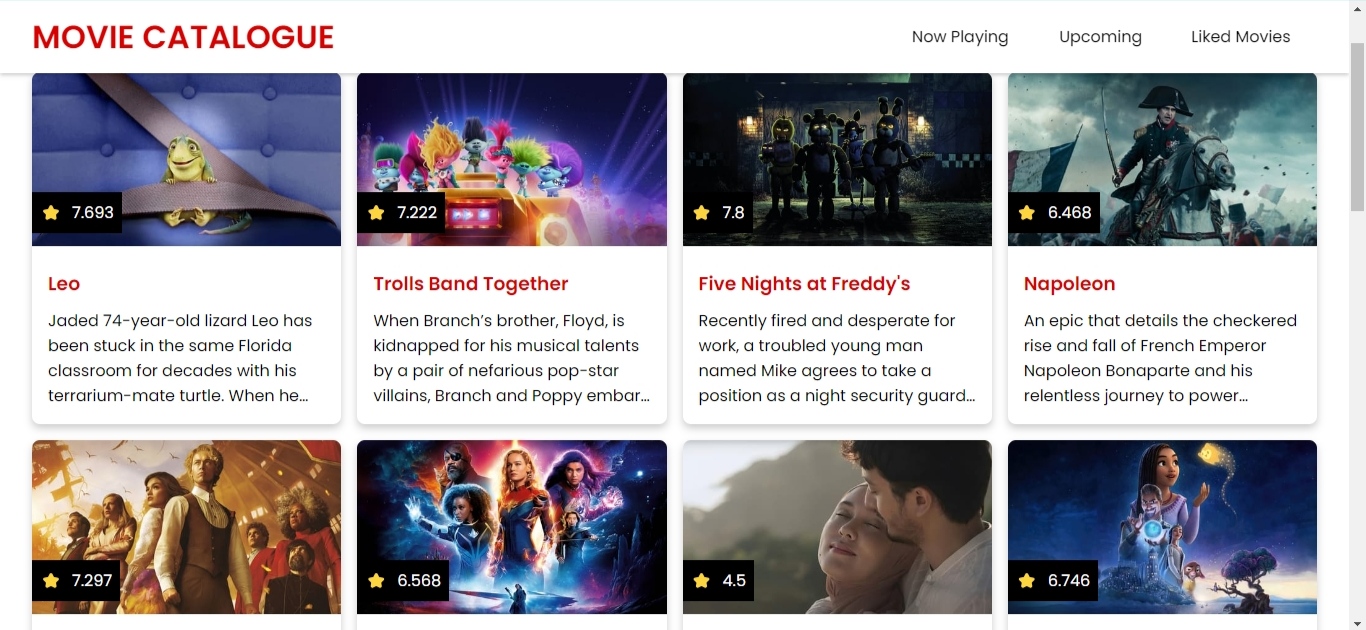 MOVIE CATALOGUE
Now Playing
Upcoming
Liked Movies
7.693
7.222
7.8
6.468
Leo
Jaded 74-year-old lizard Leo has
been stuck in the same Florida
classroom for decades with his
terrarium-mate turtle. When he...
Trolls Band Together
When Branch’s brother, Floyd, is
kidnapped for his musical talents
by a pair of nefarious pop-star
villains, Branch and Poppy embar...
Five Nights at Freddy's
Recently fired and desperate for
work, a troubled young man
named Mike agrees to take a
position as a night security guard...
Napoleon
An epic that details the checkered
rise and fall of French Emperor
Napoleon Bonaparte and his
relentless journey to power...
7.297
6.568
4.5
6.746